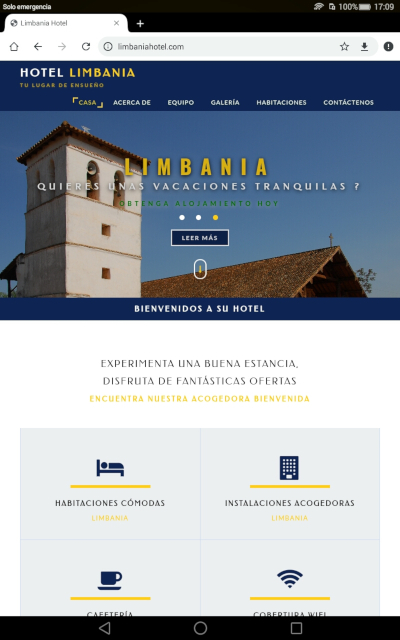 Solo emergencia
100%
17:09
Limbania Hotel
limbaniahotel.com
HOTEL LIMBANIA
TU LUGAR DE ENSUEÑO
CASA ACERCA DE EQUIPO GALERÍA HABITACIONES CONTÁCTENOS
LIMBANIA
QUIERES UNAS VACACIONES TRANQUILAS ?
OBTENGA ALOJAMIENTO HOY
LEER MÁS
BIENVENIDOS A SU HOTEL
EXPERIMENTA UNA BUENA ESTANCIA,
DISFRUTA DE FANTÁSTICAS OFERTAS
ENCUENTRA NUESTRA ACOGEDORA BIENVENIDA
HABITACIONES CÓMODAS
LIMBANIA
INSTALACIONES ACOGEDORAS
LIMBANIA
CAFETERÍA
COBERTURA WIFI